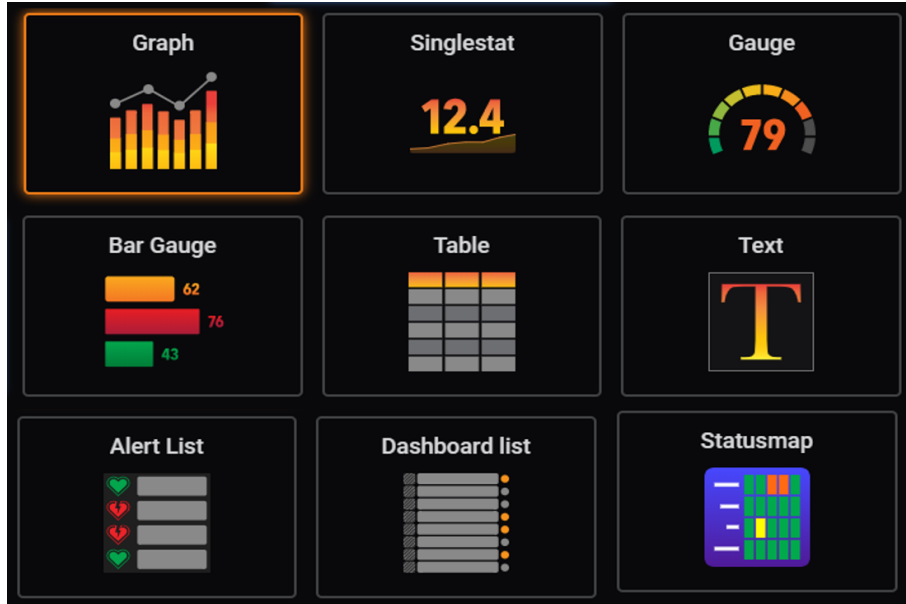 Graph
Singlestat
12.4
Gauge
79
Bar Gauge
62
76
43
Table
Text
T
Alert List
Dashboard list
Statusmap